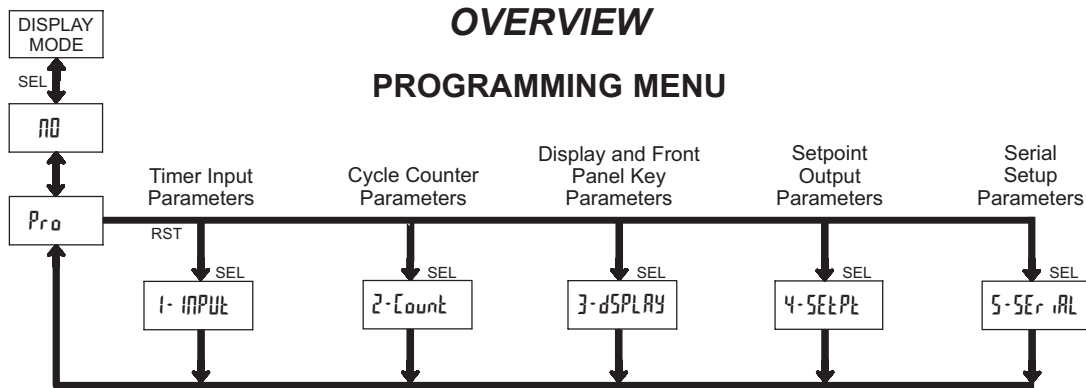 OVERVIEW
PROGRAMMING MENU
DISPLAY
MODE
SEL
NO
Pro
RST
Timer Input
Parameters
Cycle Counter
Parameters
Display and Front
Panel Key
Parameters
Setpoint
Output
Parameters
Serial
Setup
Parameters
SEL
SEL
SEL
SEL
SEL
1-INPUt
2-Count
3-dSPLAY
4-SEtPt
5-SEriAL